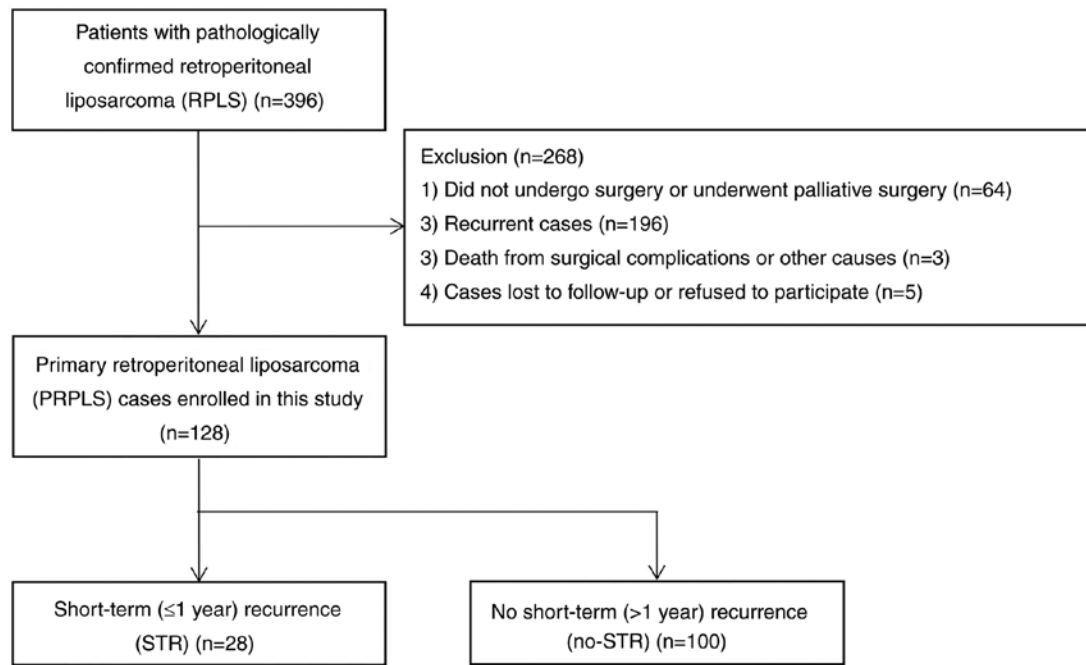 Patients with pathologically
confirmed retroperitoneal
liposarcoma (RPLS) (n=396)
Exclusion (n=268)
1) Did not undergo surgery or underwent palliative surgery (n=64)
3) Recurrent cases (n=196)
3) Death from surgical complications or other causes (n=3)
4) Cases lost to follow-up or refused to participate (n=5)
Primary retroperitoneal liposarcoma
(PRPLS) cases enrolled in this study
(n=128)
Short-term (≤1 year) recurrence
(STR) (n=28)
No short-term (>1 year) recurrence
(no-STR) (n=100)